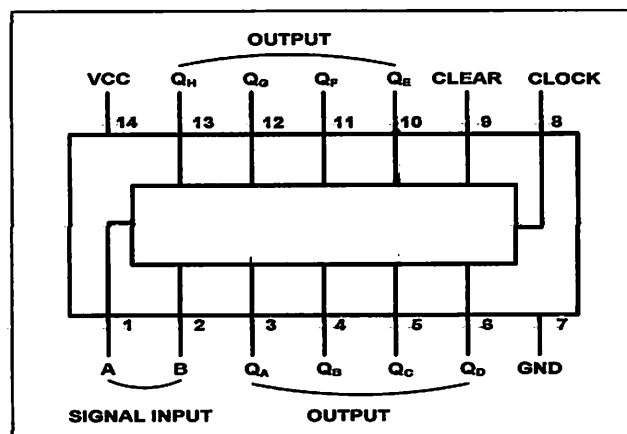 OUTPUT
VCC QH QG QF QE CLEAR CLOCK
14 13 12 11 10 9 8
1 2 3 4 5 6 7
A B QA QB QC QD GND
SIGNAL INPUT OUTPUT